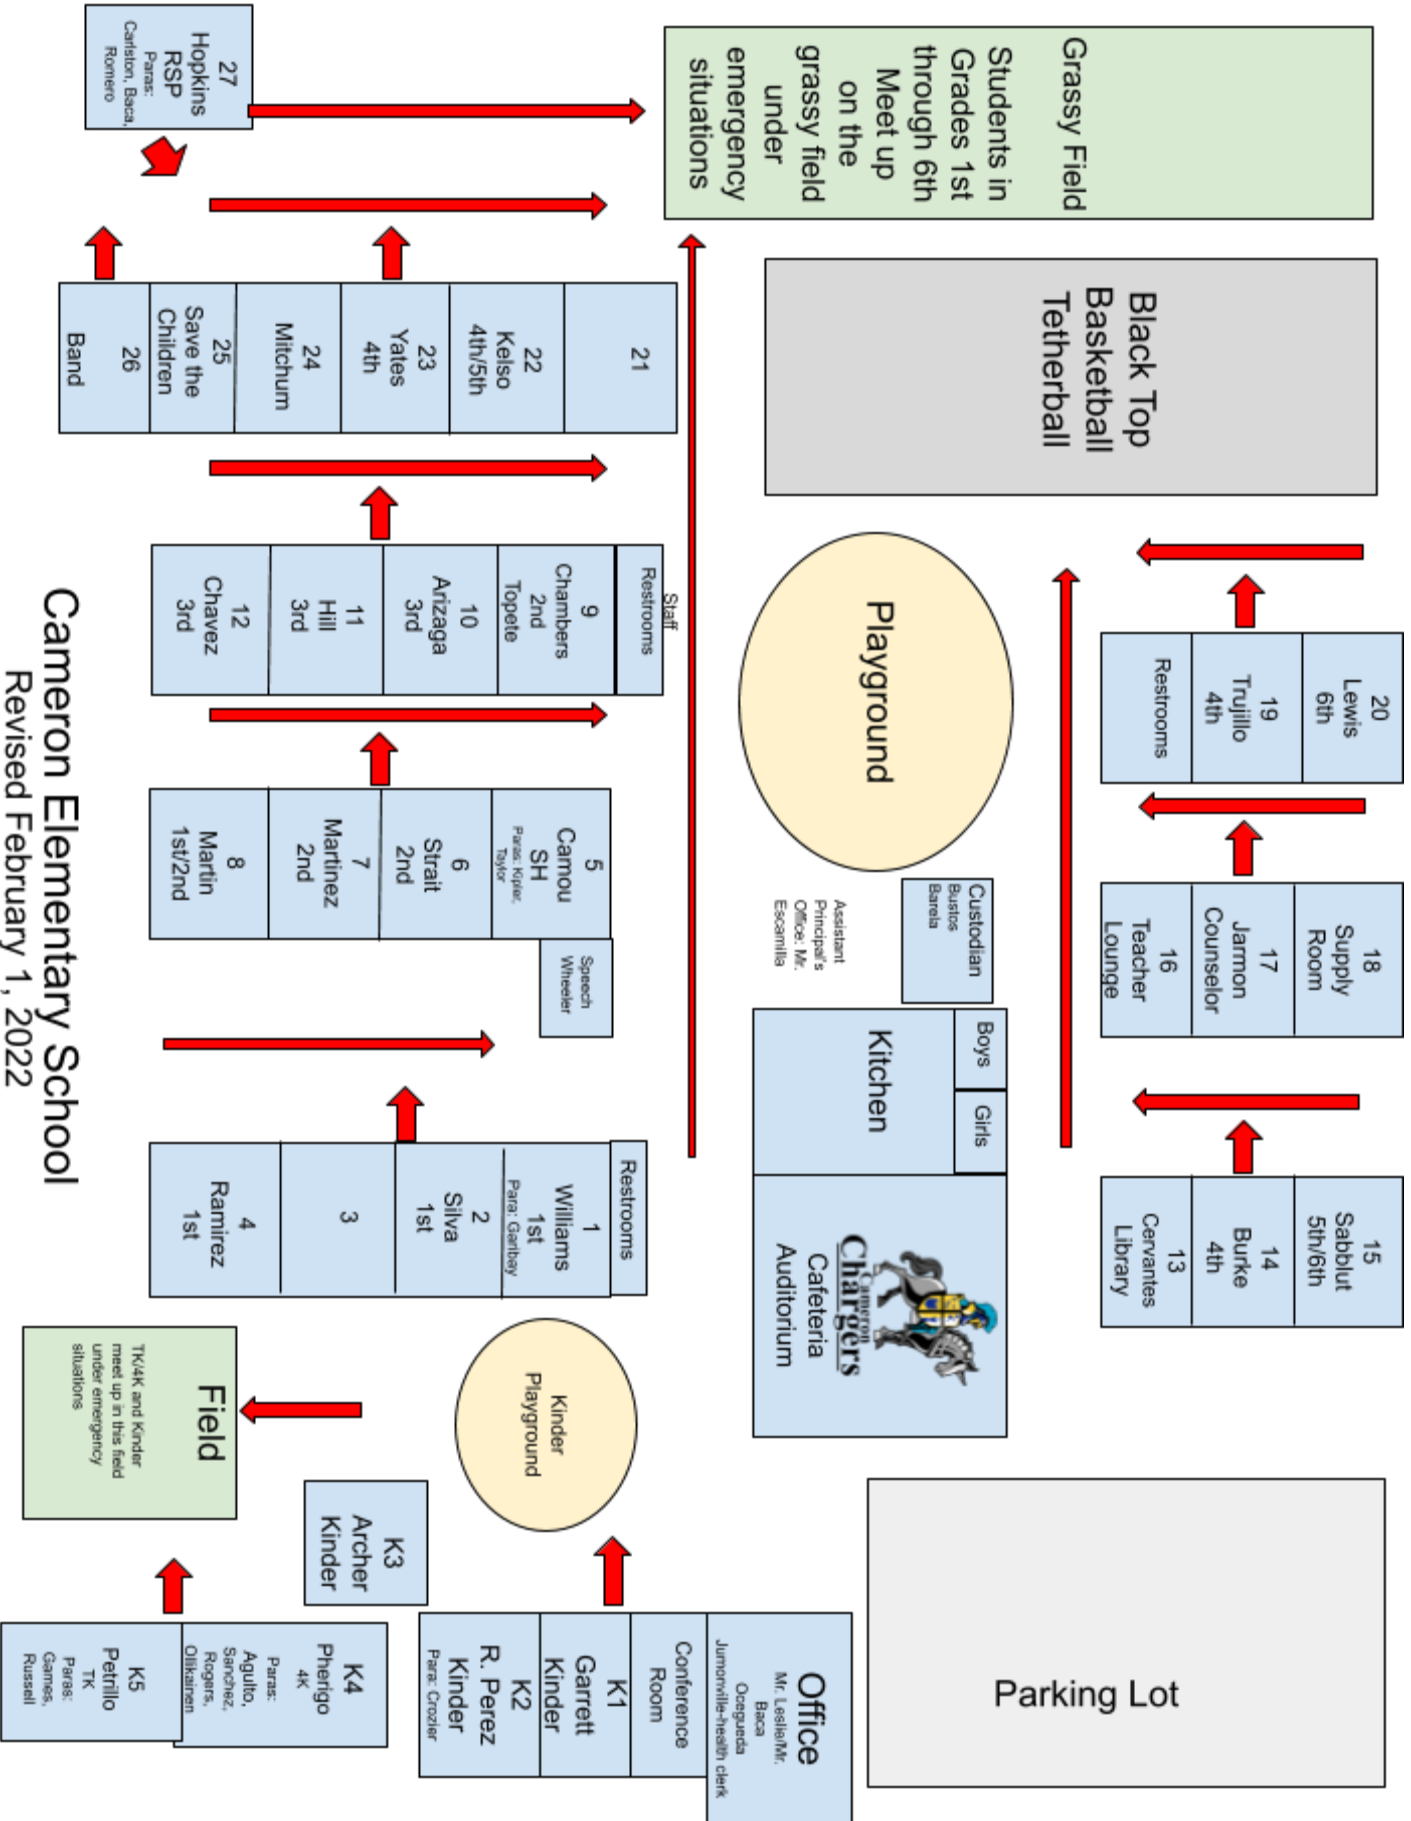 Grassy Field
Students in
Grades 1st
through 6th
Meet up
on the
grassy field
under
emergency
situations
27
Hopkins
RSP
Paras:
Carlston, Baca,
Romero
Black Top
Basketball
Tetherball
21
22
Kelso
4th/5th
23
Yates
4th
24
Mitchum
25
Save the
Children
26
Band
Staff
Restrooms
9
Chambers
2nd
Topete
10
Arizaga
3rd
11
Hill
3rd
12
Chavez
3rd
Playground
20
Lewis
6th
19
Trujillo
4th
Restrooms
18
Supply
Room
17
Jarmon
Counselor
16
Teacher
Lounge
Custodian
Bustos
Barela
Assistant
Principal's
Office: Mr.
Escamilla
5
Camou
SH
Paras: Kipler,
Taylor
6
Strait
2nd
7
Martinez
2nd
8
Martin
1st/2nd
Speech
Wheeler
Boys
Girls
Kitchen
Cameron
Chargers
Cafeteria
Auditorium
15
Sabblut
5th/6th
14
Burke
4th
13
Cervantes
Library
Restrooms
1
Williams
1st
Para: Garibay
2
Silva
1st
3
4
Ramirez
1st
Kinder
Playground
Field
TK/4K and Kinder
meet up in this field
under emergency
situations
Parking Lot
Office
Mr. Leslie/Mr.
Baca
Ocegueda
Jumonville-health clerk
Conference
Room
K1
Garrett
Kinder
K2
R. Perez
Kinder
Para: Crozier
K3
Archer
Kinder
K4
Pherigo
4K
Paras:
Agulto,
Sanchez,
Rogers,
Ollikainen
K5
Petrillo
TK
Paras:
Games,
Russell
Cameron Elementary School
Revised February 1, 2022